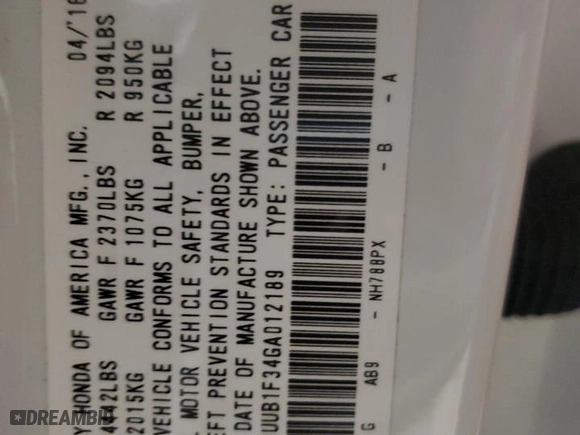 Y HONDA OF AMERICA MFG., INC. 04/'16
GAWR F 2370LBS R 2094LBS
2015KG GAWR F 1075KG R 950KG
VEHICLE CONFORMS TO ALL APPLICABLE
MOTOR VEHICLE SAFETY, BUMPER,
EFT PREVENTION STANDARDS IN EFFECT
DATE OF MANUFACTURE SHOWN ABOVE.
UUB1F34GA012189 TYPE: PASSENGER CAR
G AB9 - NH788PX - B - A
DREAMBID